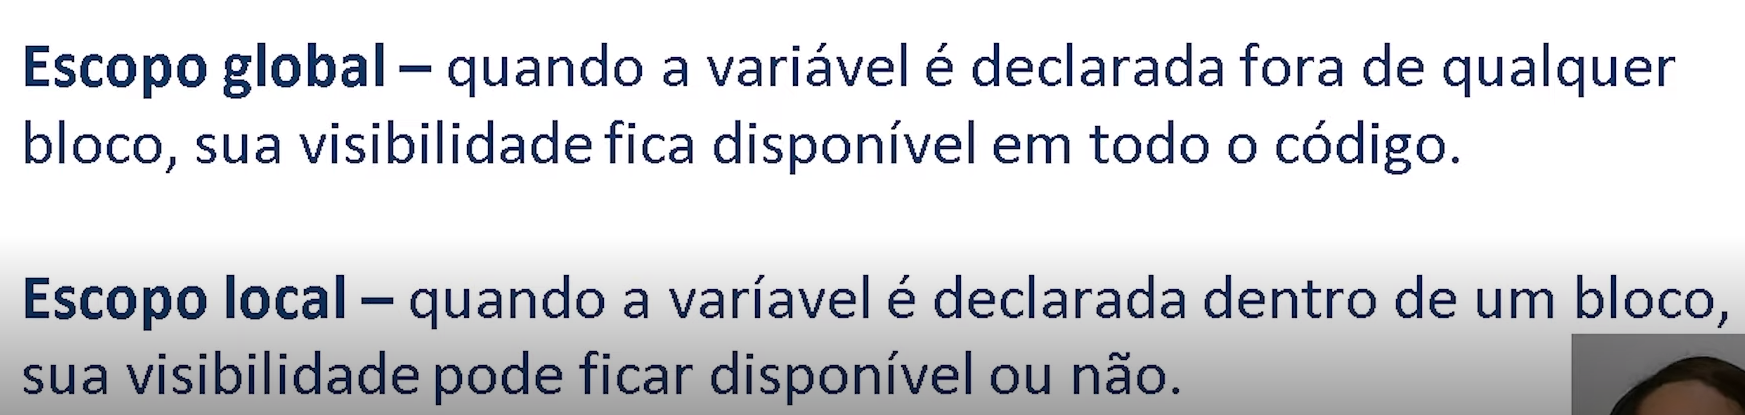 Escopo global – quando a variável é declarada fora de qualquer
bloco, sua visibilidade fica disponível em todo o código.
Escopo local – quando a varíavel é declarada dentro de um bloco,
sua visibilidade pode ficar disponível ou não.